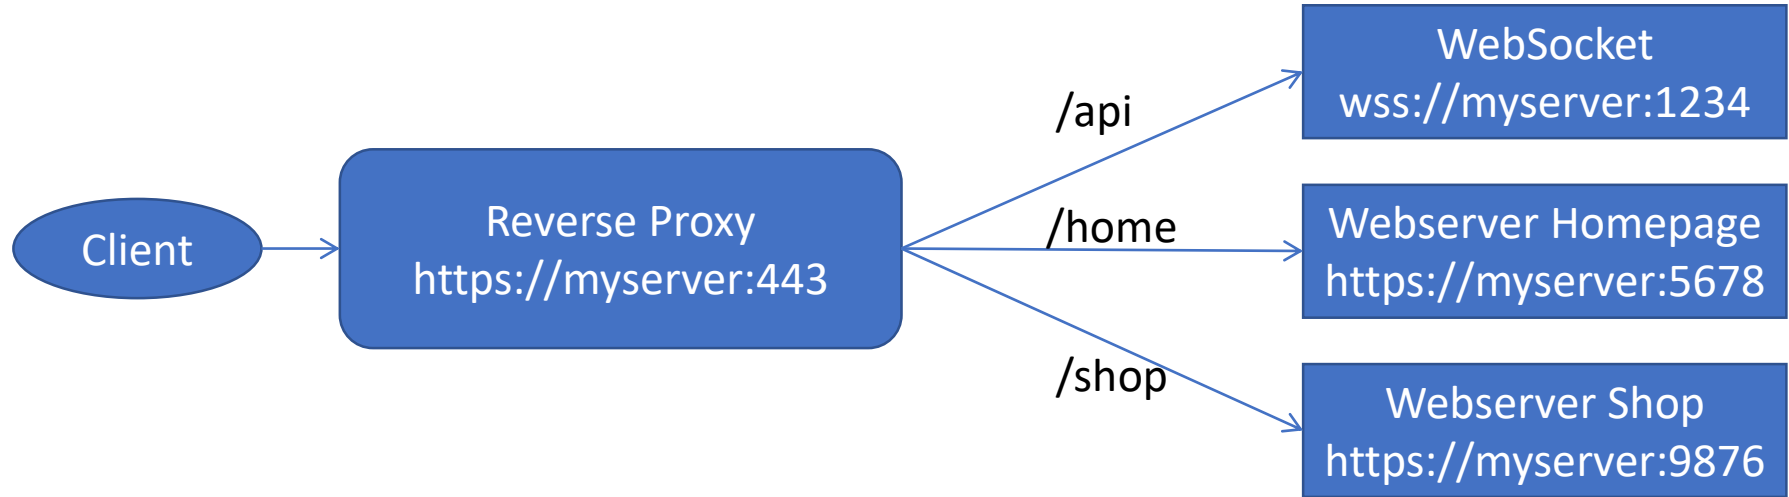 Client
Reverse Proxy
https://myserver:443
/api
/home
/shop
WebSocket
wss://myserver:1234
Webserver Homepage
https://myserver:5678
Webserver Shop
https://myserver:9876